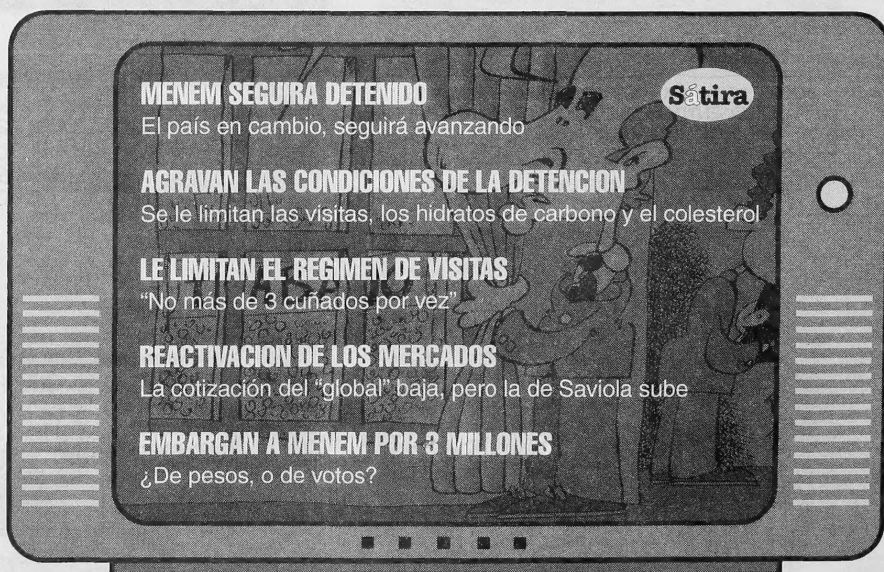 Sátira
MENEM SEGUIRA DETENIDO
El país en cambio, seguirá avanzando
AGRAVAN LAS CONDICIONES DE LA DETENCION
Se le limitan las visitas, los hidratos de carbono y el colesterol
LE LIMITAN EL REGIMEN DE VISITAS
"No más de 3 cuñados por vez"
REACTIVACION DE LOS MERCADOS
La cotización del "global" baja, pero la de Saviola sube
EMBARGAN A MENEM POR 3 MILLONES
¿De pesos, o de votos?